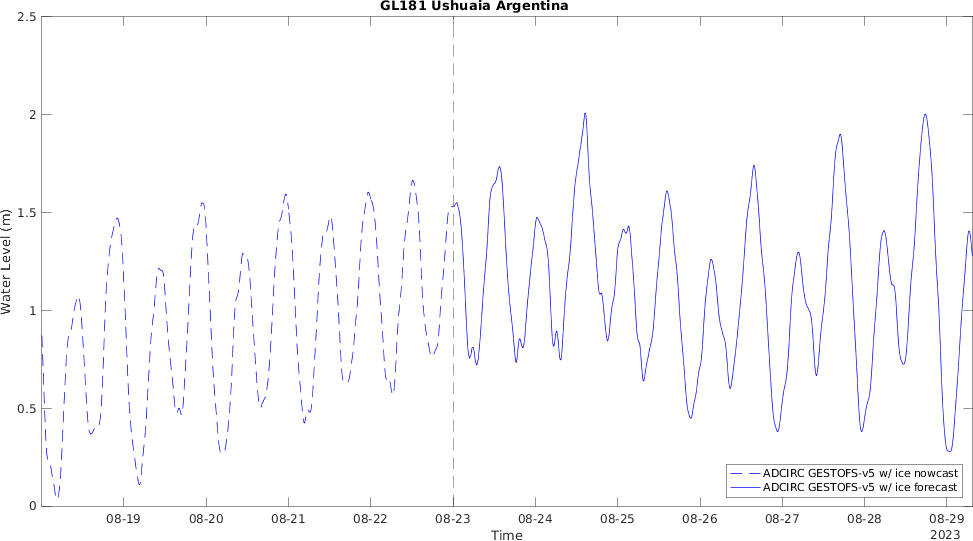 GL181 Ushuaia Argentina
Water Level (m)
2.5
2
1.5
1
0.5
0
ADCIRC GESTOFS-v5 w/ ice nowcast
ADCIRC GESTOFS-v5 w/ ice forecast
08-19 08-20 08-21 08-22 08-23 08-24 08-25 08-26 08-27 08-28 08-29
2023
Time